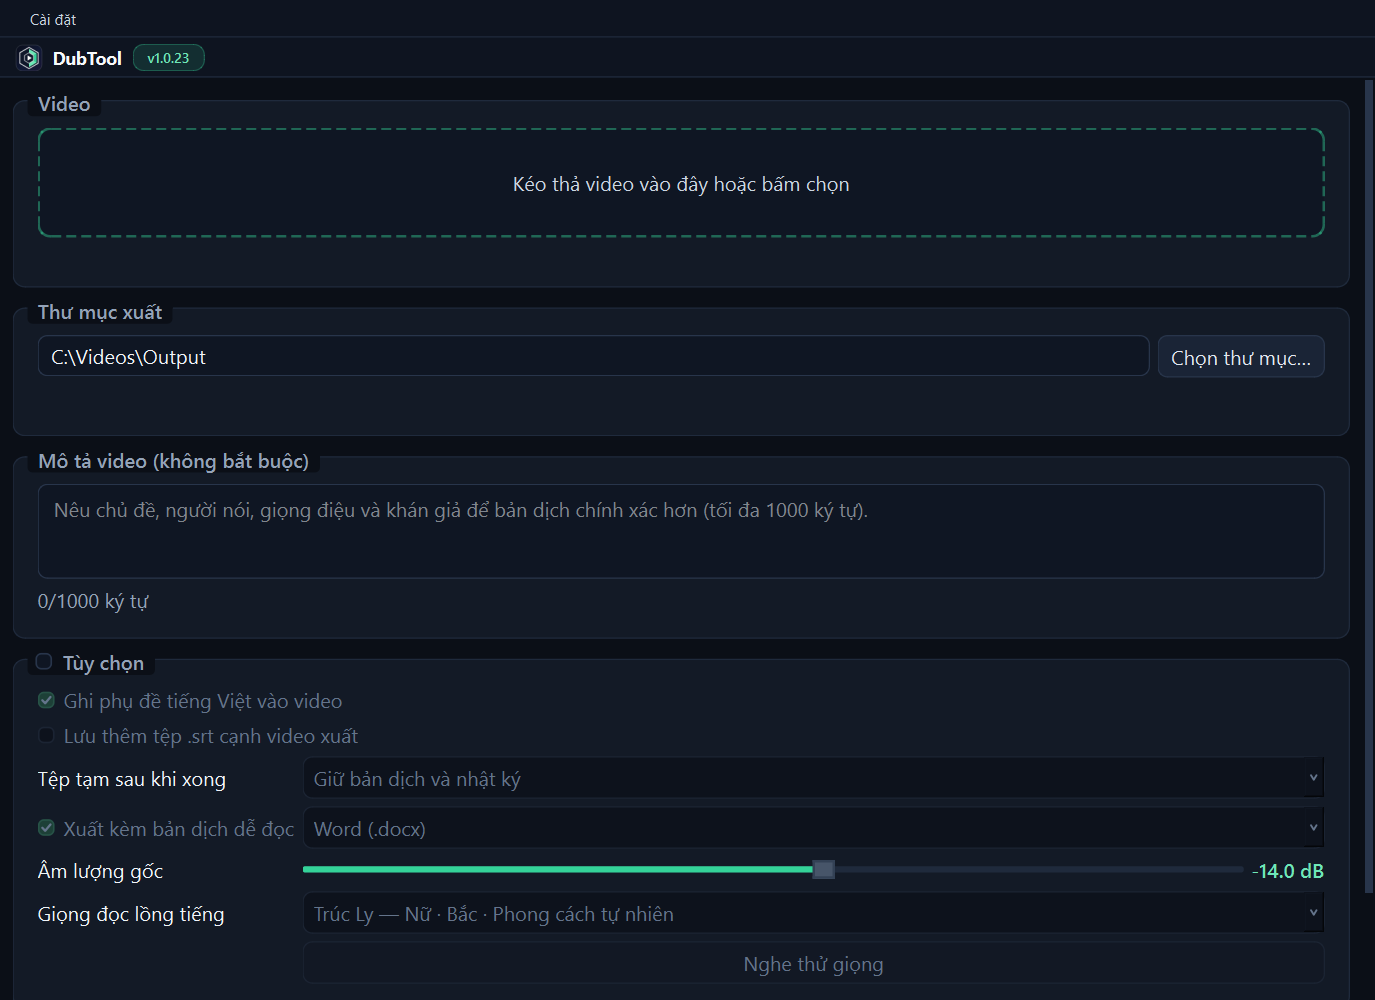 Cài đặt
DubTool v1.0.23
Video
Kéo thả video vào đây hoặc bấm chọn
Thư mục xuất
C:\Videos\Output
Chọn thư mục...
Mô tả video (không bắt buộc)
Nêu chủ đề, người nói, giọng điệu và khán giả để bản dịch chính xác hơn (tối đa 1000 ký tự).
0/1000 ký tự
Tùy chọn
Ghi phụ đề tiếng Việt vào video
Lưu thêm tệp .srt cạnh video xuất
Tệp tạm sau khi xong Giữ bản dịch và nhật ký
Xuất kèm bản dịch dễ đọc Word (.docx)
Âm lượng gốc -14.0 dB
Giọng đọc lồng tiếng Trúc Ly — Nữ · Bắc · Phong cách tự nhiên
Nghe thử giọng